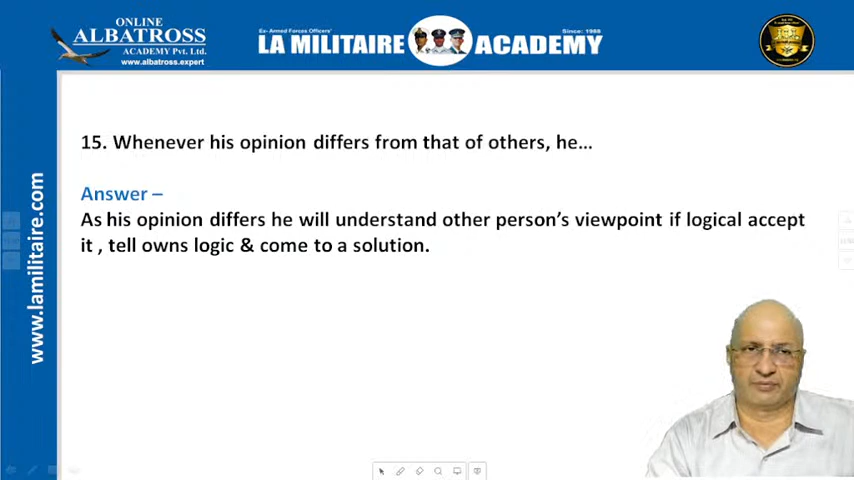 ONLINE
ALBATROSS
ACADEMY Pvt. Ltd.
www.albatross.expert
Ex- Armed Forces Officers'
Since: 1988
LA MILITAIRE ACADEMY
www.lamilitaire.com
15. Whenever his opinion differs from that of others, he...
Answer –
As his opinion differs he will understand other person's viewpoint if logical accept
it , tell owns logic & come to a solution.